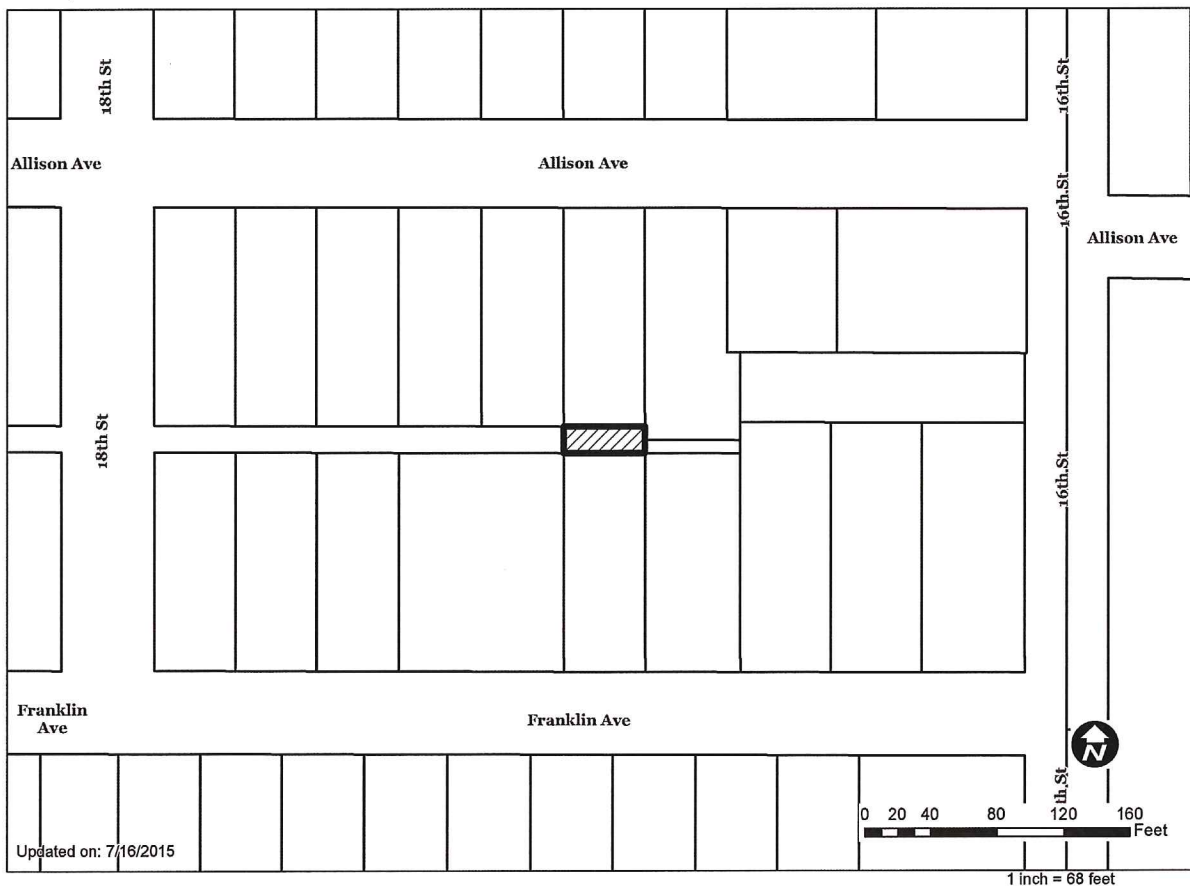 18th St
16th St
Allison Ave
Allison Ave
16th St
Allison Ave
18th St
16th St
Franklin
Ave
Franklin Ave
N
th St
0 20 40 80 120 160
Feet
Updated on: 7/16/2015
1 inch = 68 feet